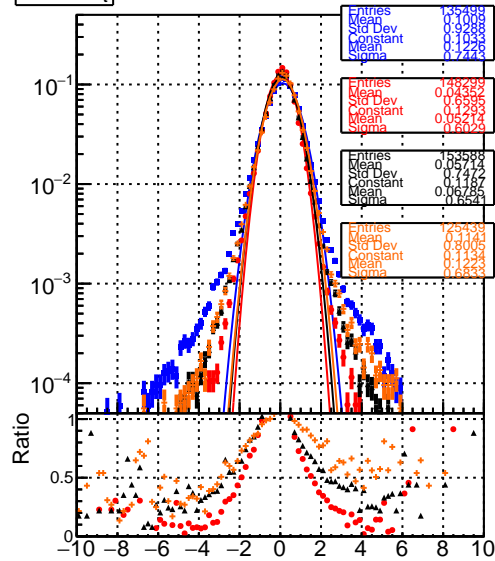 Entries 135499
Mean 0.1009
Std Dev 0.9288
Constant 0.1033
Mean 0.1226
Sigma 0.7443
10⁻¹
Entries 148299
Mean 0.04352
Std Dev 0.6595
Constant 0.1293
Mean 0.05214
Sigma 0.6029
Entries 153588
Mean 0.05714
Std Dev 0.7472
Constant 0.1187
Mean 0.06785
Sigma 0.6541
10⁻²
Entries 125439
Mean 0.1141
Std Dev 0.8005
Constant 0.1134
Mean
Sigma 0.6833
10⁻³
10⁻⁴
1
0.5
0
Ratio
−10 −8 −6 −4 −2 0 2 4 6 8 10